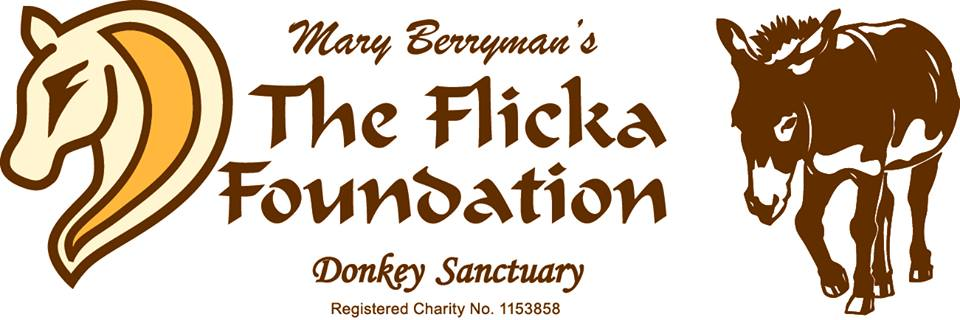 Mary Berryman's
The Flicka
Foundation
Donkey Sanctuary
Registered Charity No. 1153858